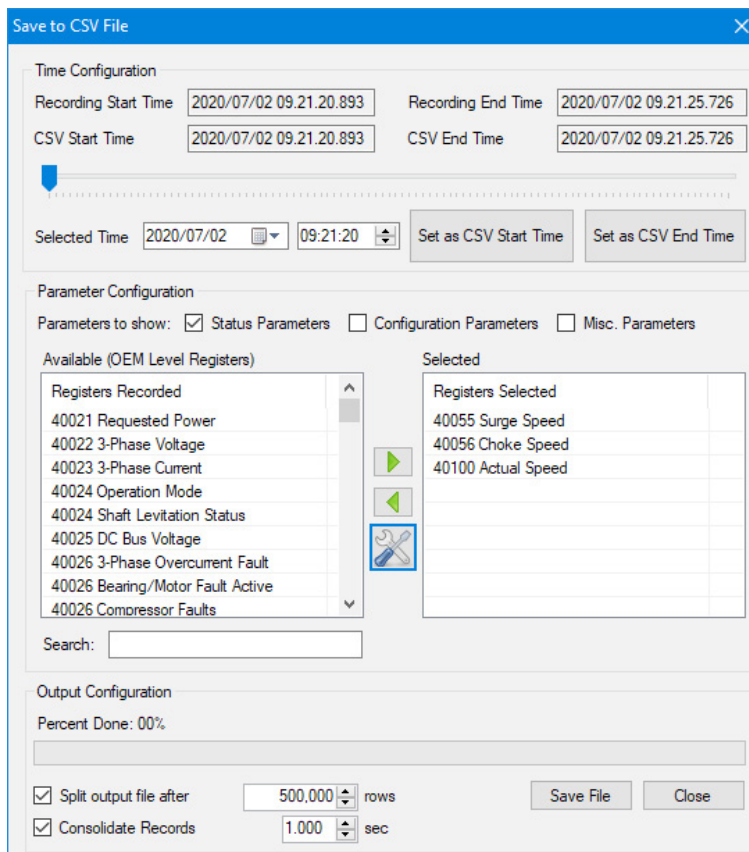 Save to CSV File
Time Configuration
Recording Start Time 2020/07/02 09.21.20.893 Recording End Time 2020/07/02 09.21.25.726
CSV Start Time 2020/07/02 09.21.20.893 CSV End Time 2020/07/02 09.21.25.726
Selected Time 2020/07/02 09:21:20 Set as CSV Start Time Set as CSV End Time
Parameter Configuration
Parameters to show: Status Parameters Configuration Parameters Misc. Parameters
Available (OEM Level Registers)
Registers Recorded
40021 Requested Power
40022 3-Phase Voltage
40023 3-Phase Current
40024 Operation Mode
40024 Shaft Levitation Status
40025 DC Bus Voltage
40026 3-Phase Overcurrent Fault
40026 Bearing/Motor Fault Active
40026 Compressor Faults
Selected
Registers Selected
40055 Surge Speed
40056 Choke Speed
40100 Actual Speed
Search:
Output Configuration
Percent Done: 00%
Split output file after 500,000 rows Save File Close
Consolidate Records 1.000 sec